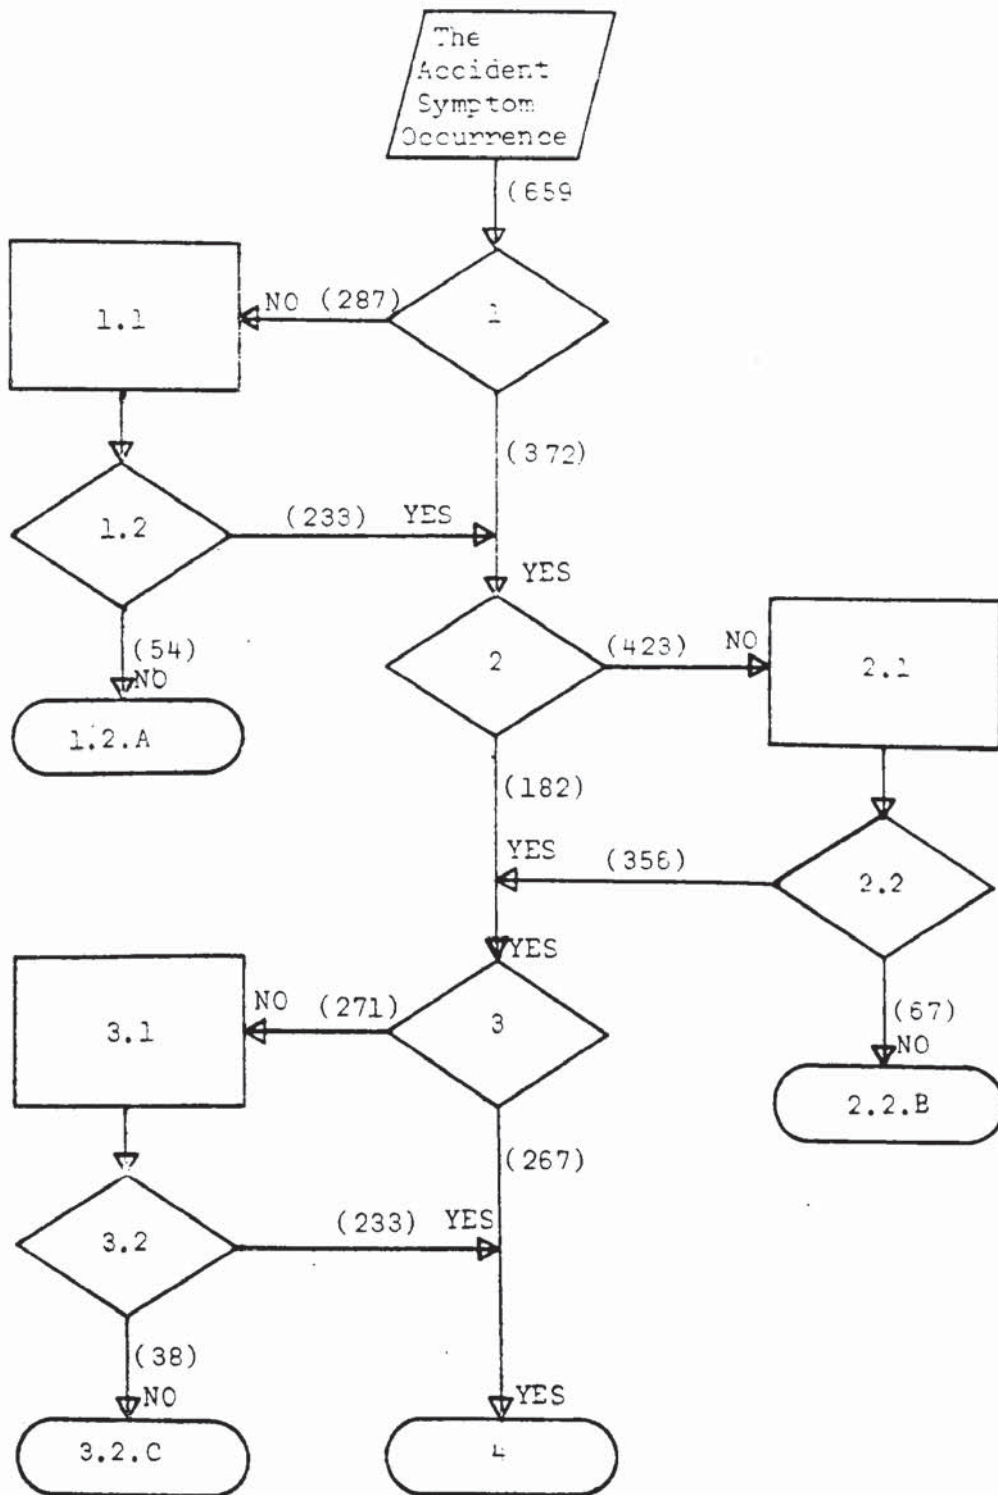 The
Accident
Symptom
Occurrence
(659
NO (287)
1
1.1
(372)
1.2
(233) YES
YES
(54)
NO
1.2.A
2
(423) NO
2.1
(182)
YES
(356)
2.2
YES
(67)
NO
2.2.B
3
NO
(271)
3.1
(267)
3.2
(233) YES
(38)
NO
3.2.C
YES
4